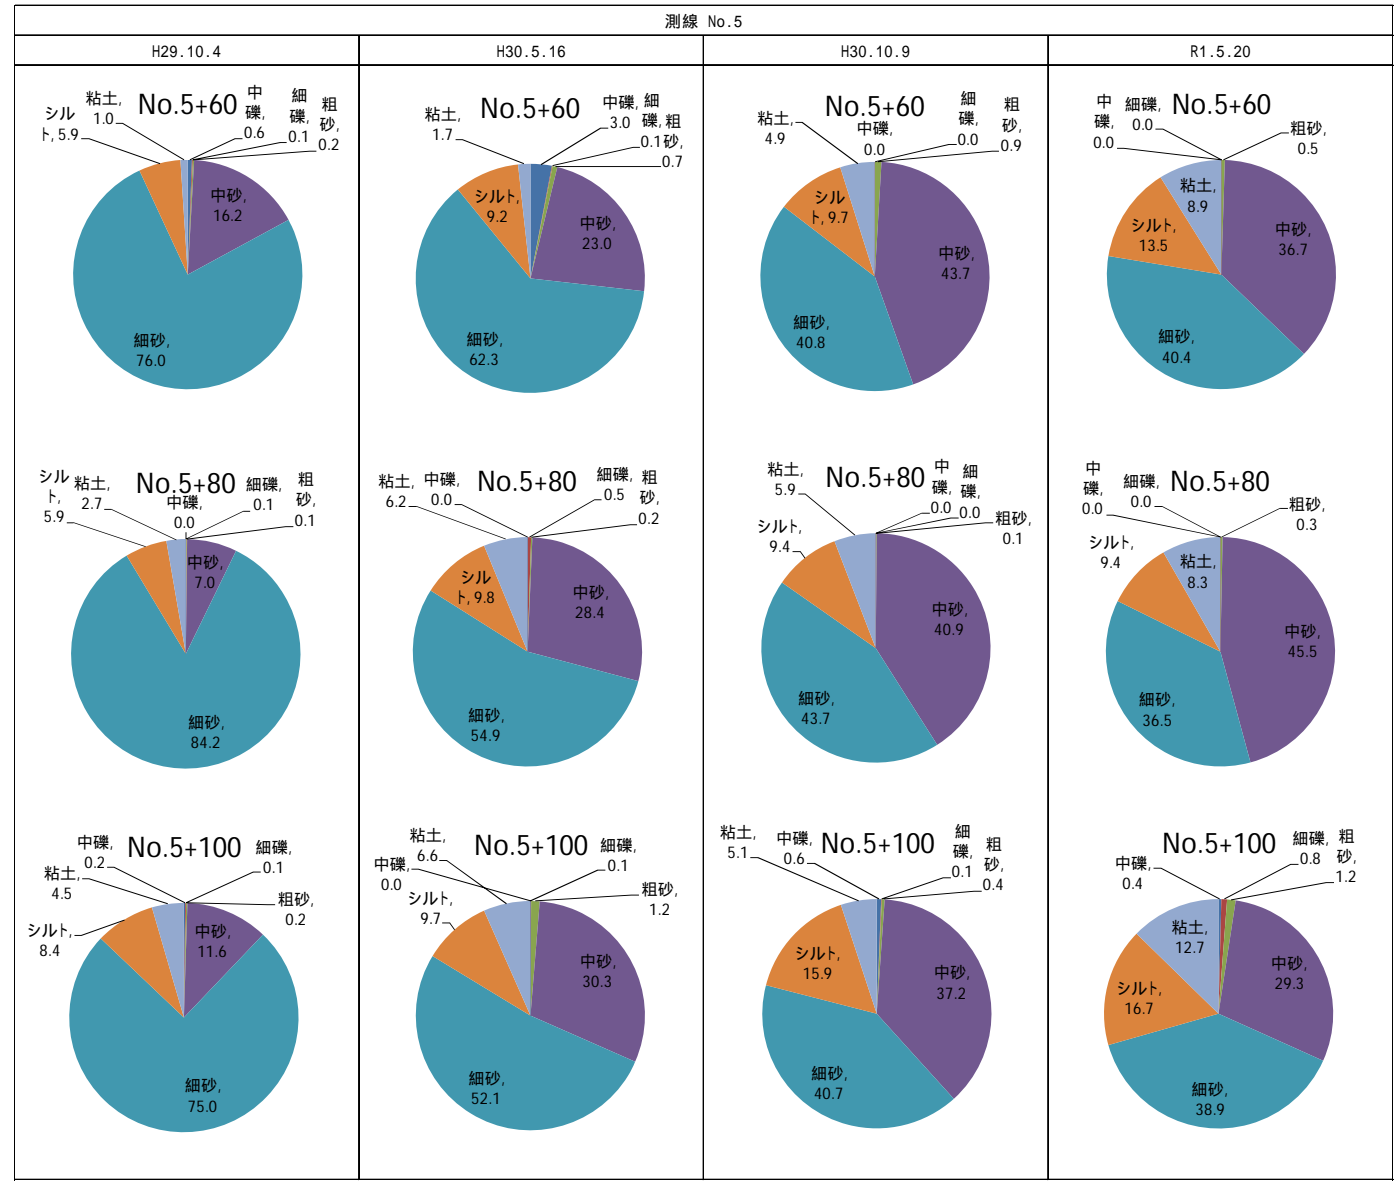 測線 No.5
H29.10.4
H30.5.16
H30.10.9
R1.5.20
No.5+60
中
礫,
0.6
細
礫,
0.1
粗
砂,
0.2
中砂,
16.2
細砂,
76.0
シル
ト, 5.9
粘土,
1.0
No.5+60
中礫,
3.0
細
礫,
0.1
粗
砂,
0.7
中砂,
23.0
細砂,
62.3
シルト,
9.2
粘土,
1.7
No.5+60
中礫,
0.0
細
礫,
0.0
粗
砂,
0.9
中砂,
43.7
細砂,
40.8
シル
ト, 9.7
粘土,
4.9
No.5+60
中
礫,
0.0
細礫,
0.0
粗砂,
0.5
中砂,
36.7
細砂,
40.4
シルト,
13.5
粘土,
8.9
No.5+80
中礫,
0.0
細礫,
0.1
粗
砂,
0.1
中砂,
7.0
細砂,
84.2
シル
ト,
5.9
粘土,
2.7
No.5+80
中礫,
0.0
細礫,
0.5
粗
砂,
0.2
中砂,
28.4
細砂,
54.9
シル
ト, 9.8
粘土,
6.2
No.5+80
中
礫,
0.0
細
礫,
0.0
粗砂,
0.1
中砂,
40.9
細砂,
43.7
シルト,
9.4
粘土,
5.9
No.5+80
中
礫,
0.0
細礫,
0.0
粗砂,
0.3
中砂,
45.5
細砂,
36.5
シルト,
9.4
粘土,
8.3
No.5+100
中礫,
0.2
細礫,
0.1
粗砂,
0.2
中砂,
11.6
細砂,
75.0
シルト,
8.4
粘土,
4.5
No.5+100
中礫,
0.0
細礫,
0.1
粗砂,
1.2
中砂,
30.3
細砂,
52.1
シルト,
9.7
粘土,
6.6
No.5+100
中礫,
0.6
細
礫,
0.1
粗
砂,
0.4
中砂,
37.2
細砂,
40.7
シルト,
15.9
粘土,
5.1
No.5+100
中礫,
0.4
細礫,
0.8
粗
砂,
1.2
中砂,
29.3
細砂,
38.9
シルト,
16.7
粘土,
12.7